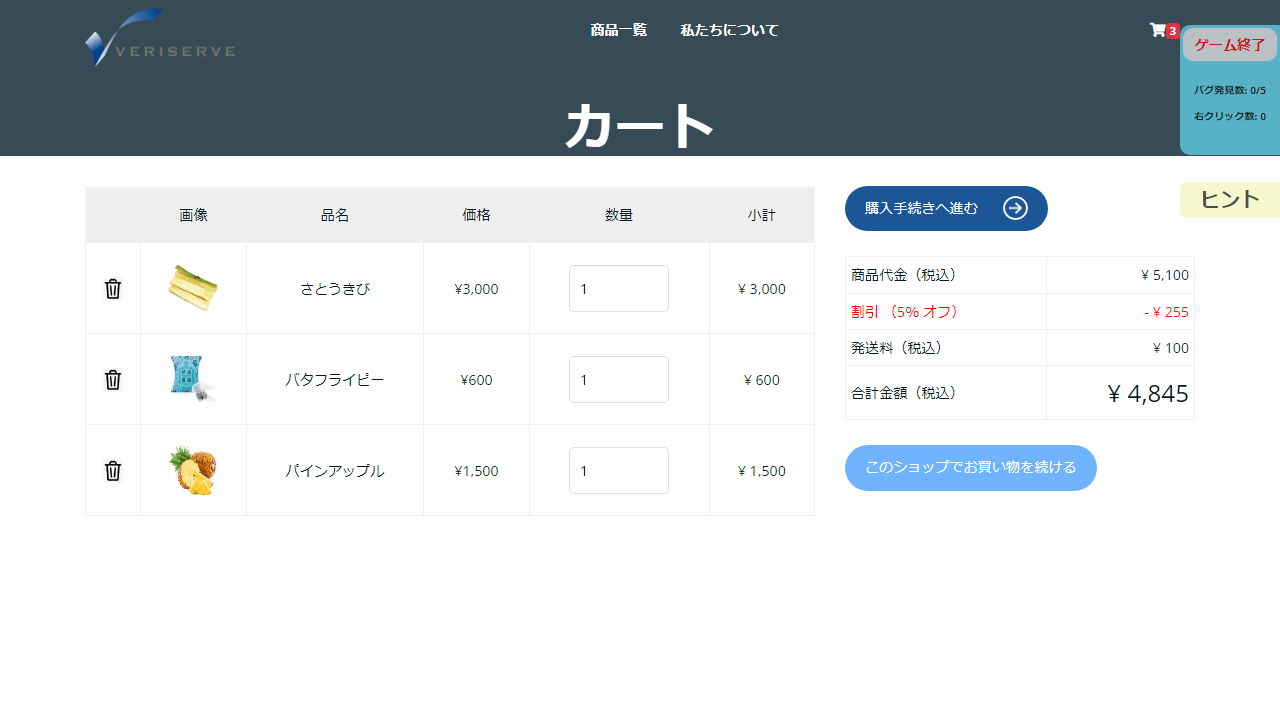 VERISERVE
商品一覧 私たちについて
3
ゲーム終了
バグ発見数: 0/5
右クリック数: 0
カート
ヒント
画像 品名 価格 数量 小計
さとうきび ¥3,000 1 ¥ 3,000
バタフライピー ¥600 1 ¥ 600
パインアップル ¥1,500 1 ¥ 1,500
購入手続きへ進む
商品代金（税込） ¥ 5,100
割引 （5% オフ） - ¥ 255
発送料（税込） ¥ 100
合計金額（税込） ¥ 4,845
このショップでお買い物を続ける